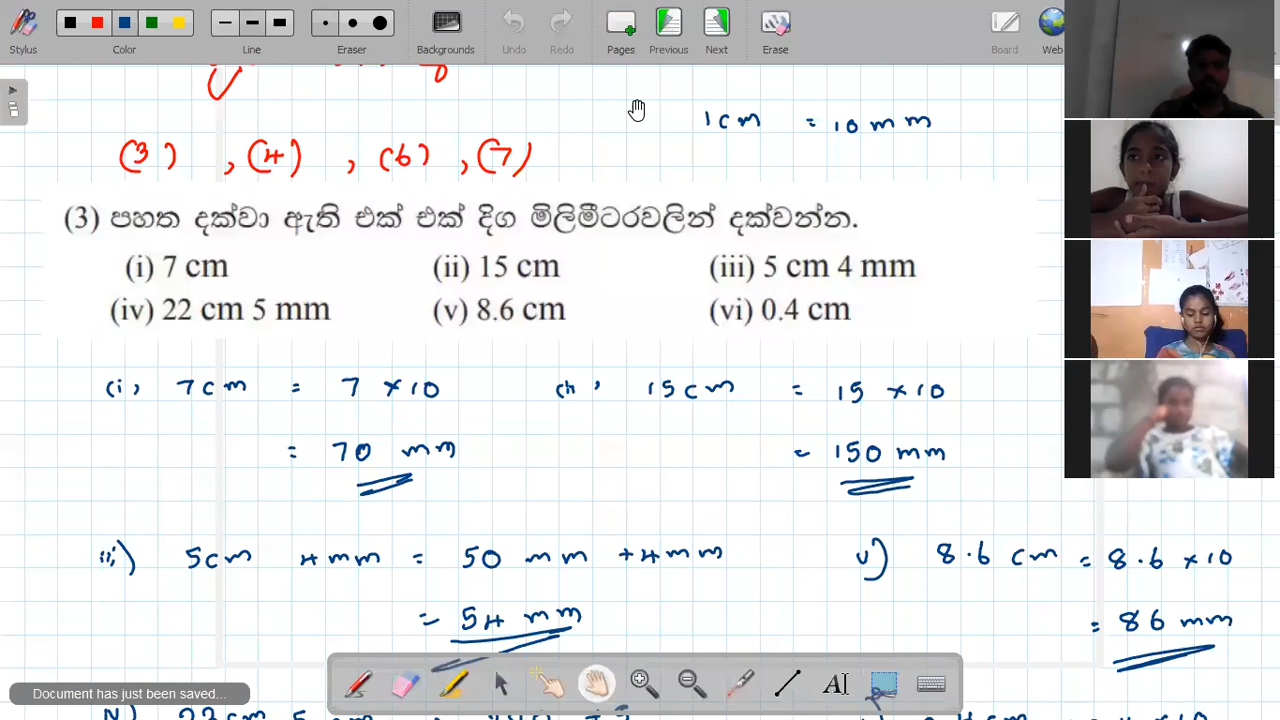 Stylus Color Line Eraser Backgrounds Undo Redo Pages Previous Next Erase Board Web
1cm = 10 mm
(3) , (4) , (6) , (7)
(3) පහත දක්වා ඇති එක් එක් දිග මිලිමීටරවලින් දක්වන්න.
(i) 7 cm (ii) 15 cm (iii) 5 cm 4 mm
(iv) 22 cm 5 mm (v) 8.6 cm (vi) 0.4 cm
(i) 7cm = 7 × 10 (ii) 15cm = 15 × 10
= 70 mm = 150 mm
iii) 5cm 4mm = 50 mm + 4mm v) 8.6 cm = 8.6 × 10
= 54 mm = 86 mm
Document has just been saved...